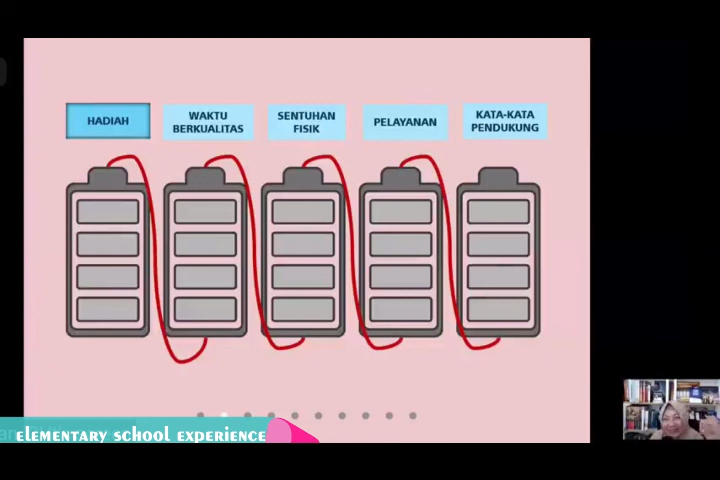 HADIAH
WAKTU
BERKUALITAS
SENTUHAN
FISIK
PELAYANAN
KATA-KATA
PENDUKUNG
ELEMENTARY SCHOOL EXPERIENCE